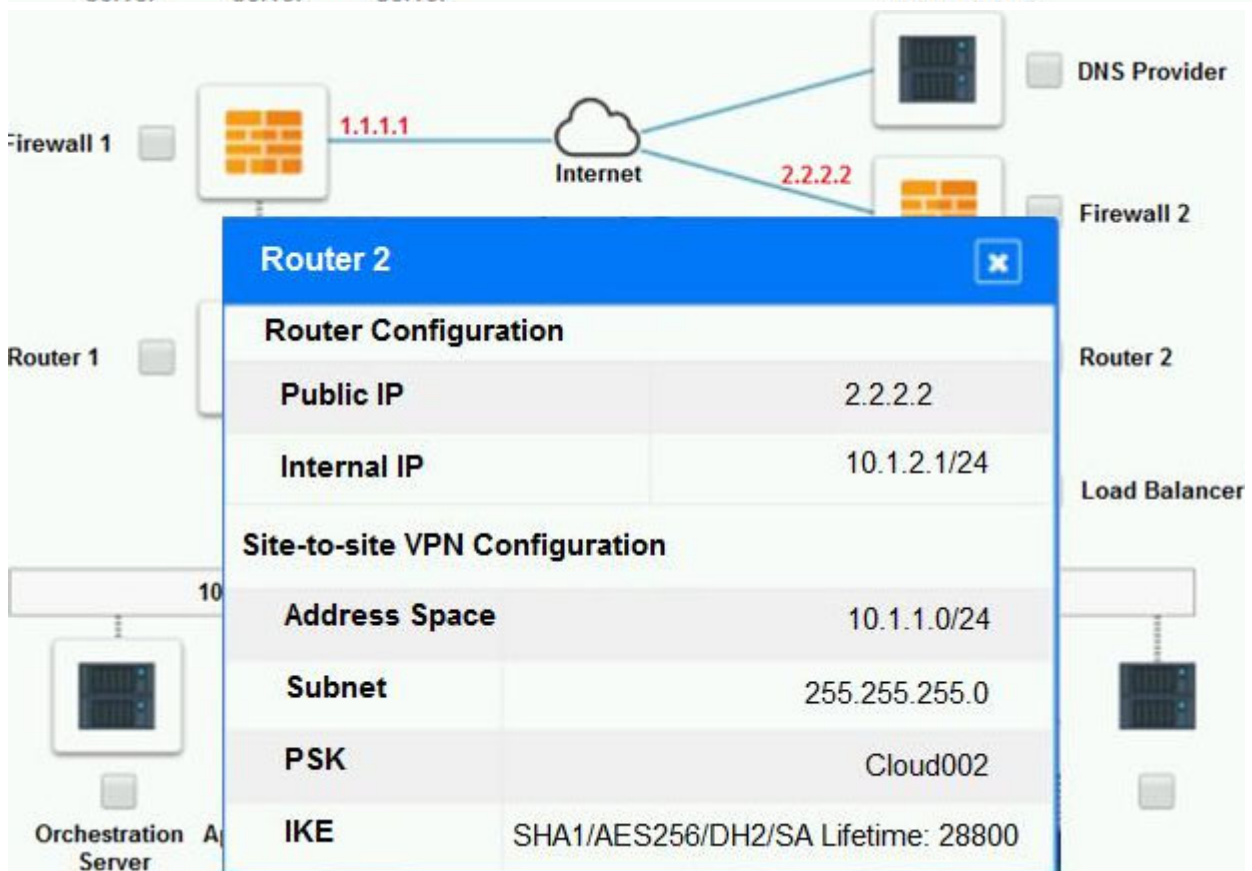 DNS Provider
Firewall 1
1.1.1.1
Internet
2.2.2.2
Firewall 2
Router 2
Router Configuration
Router 1
Router 2
Public IP 2.2.2.2
Internal IP 10.1.2.1/24
Load Balancer
Site-to-site VPN Configuration
10
Address Space 10.1.1.0/24
Subnet 255.255.255.0
PSK Cloud002
IKE SHA1/AES256/DH2/SA Lifetime: 28800
Orchestration
Server